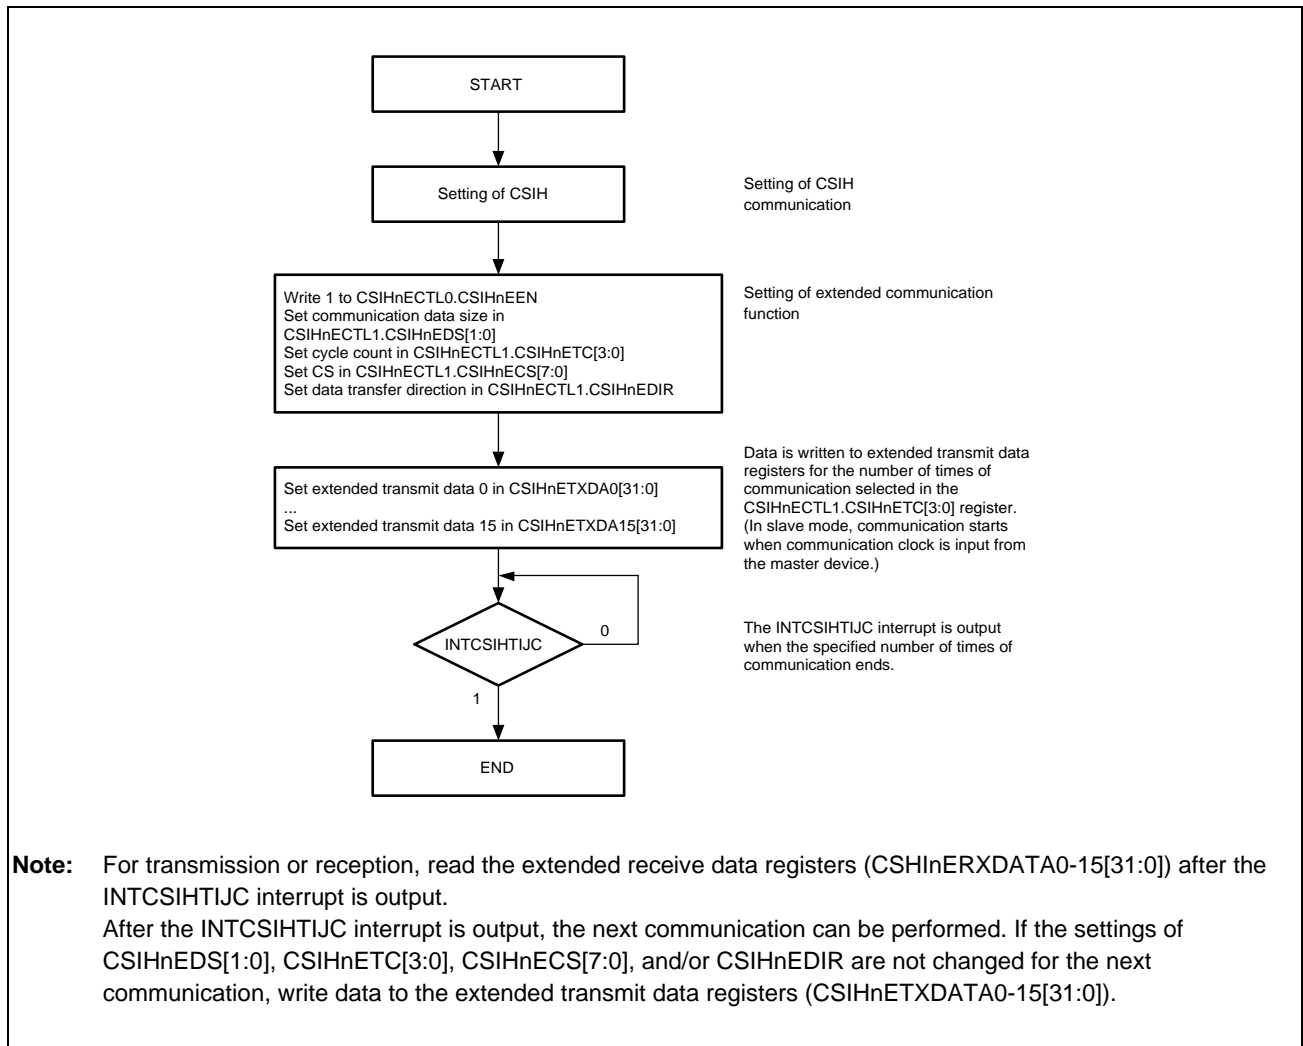 START
Setting of CSIH
Setting of CSIH
communication
Write 1 to CSIHnECTL0.CSIHnEEN
Set communication data size in
CSIHnECTL1.CSIHnEDS[1:0]
Set cycle count in CSIHnECTL1.CSIHnETC[3:0]
Set CS in CSIHnECTL1.CSIHnECS[7:0]
Set data transfer direction in CSIHnECTL1.CSIHnEDIR
Setting of extended communication
function
Set extended transmit data 0 in CSIHnETXDA0[31:0]
...
Set extended transmit data 15 in CSIHnETXDA15[31:0]
Data is written to extended transmit data
registers for the number of times of
communication selected in the
CSIHnECTL1.CSIHnETC[3:0] register.
(In slave mode, communication starts
when communication clock is input from
the master device.)
INTCSIHTIJC
0
1
The INTCSIHTIJC interrupt is output
when the specified number of times of
communication ends.
END
Note: For transmission or reception, read the extended receive data registers (CSHInERXDATA0-15[31:0]) after the
INTCSIHTIJC interrupt is output.
After the INTCSIHTIJC interrupt is output, the next communication can be performed. If the settings of
CSIHnEDS[1:0], CSIHnETC[3:0], CSIHnECS[7:0], and/or CSIHnEDIR are not changed for the next
communication, write data to the extended transmit data registers (CSIHnETXDATA0-15[31:0]).